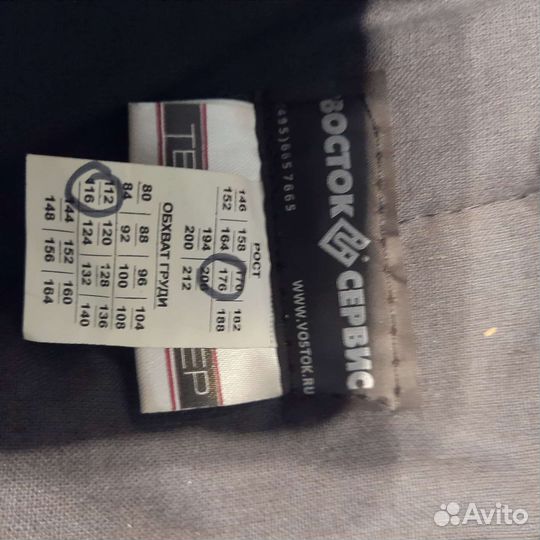 ВОСТОК СЕРВИС
(495)6657665 WWW.VOSTOK.RU
РОСТ
146 158 170 182
152 164 176 188
194 206
200 212
ОБХВАТ ГРУДИ
80 88 96 104
84 92 100 108
112 120 128 136
116 124 132 140
144 152 160
148 156 164
Avito